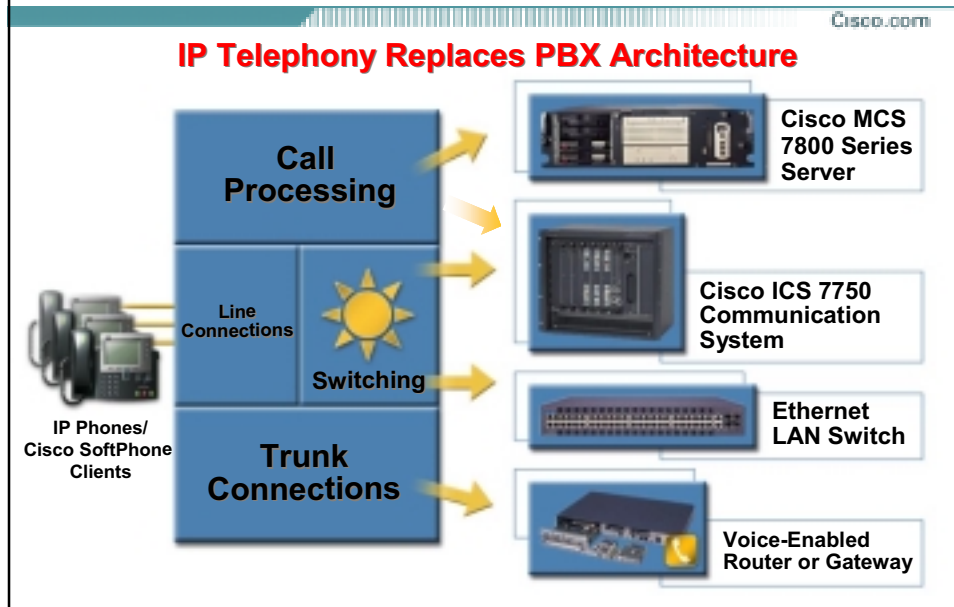 Cisco.com
IP Telephony Replaces PBX Architecture
Call
Processing
Line
Connections
Switching
Trunk
Connections
IP Phones/
Cisco SoftPhone
Clients
Cisco MCS
7800 Series
Server
Cisco ICS 7750
Communication
System
Ethernet
LAN Switch
Voice-Enabled
Router or Gateway